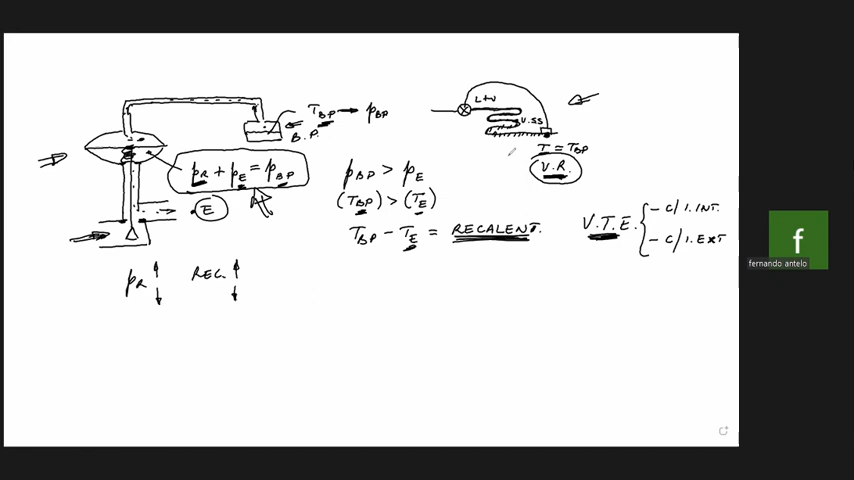 T_BP → p_BP
B.P.
L+V
V.SS
T = T_BP
V.R.
p_R + p_E = p_BP
E
p_BP > p_E
(T_BP) > (T_E)
T_BP - T_E = RECALENT.
V.T.E. { - C/I.INT.
- C/I.EXT
p_R ↑↓ REC. ↑↓
f
fernando antelo